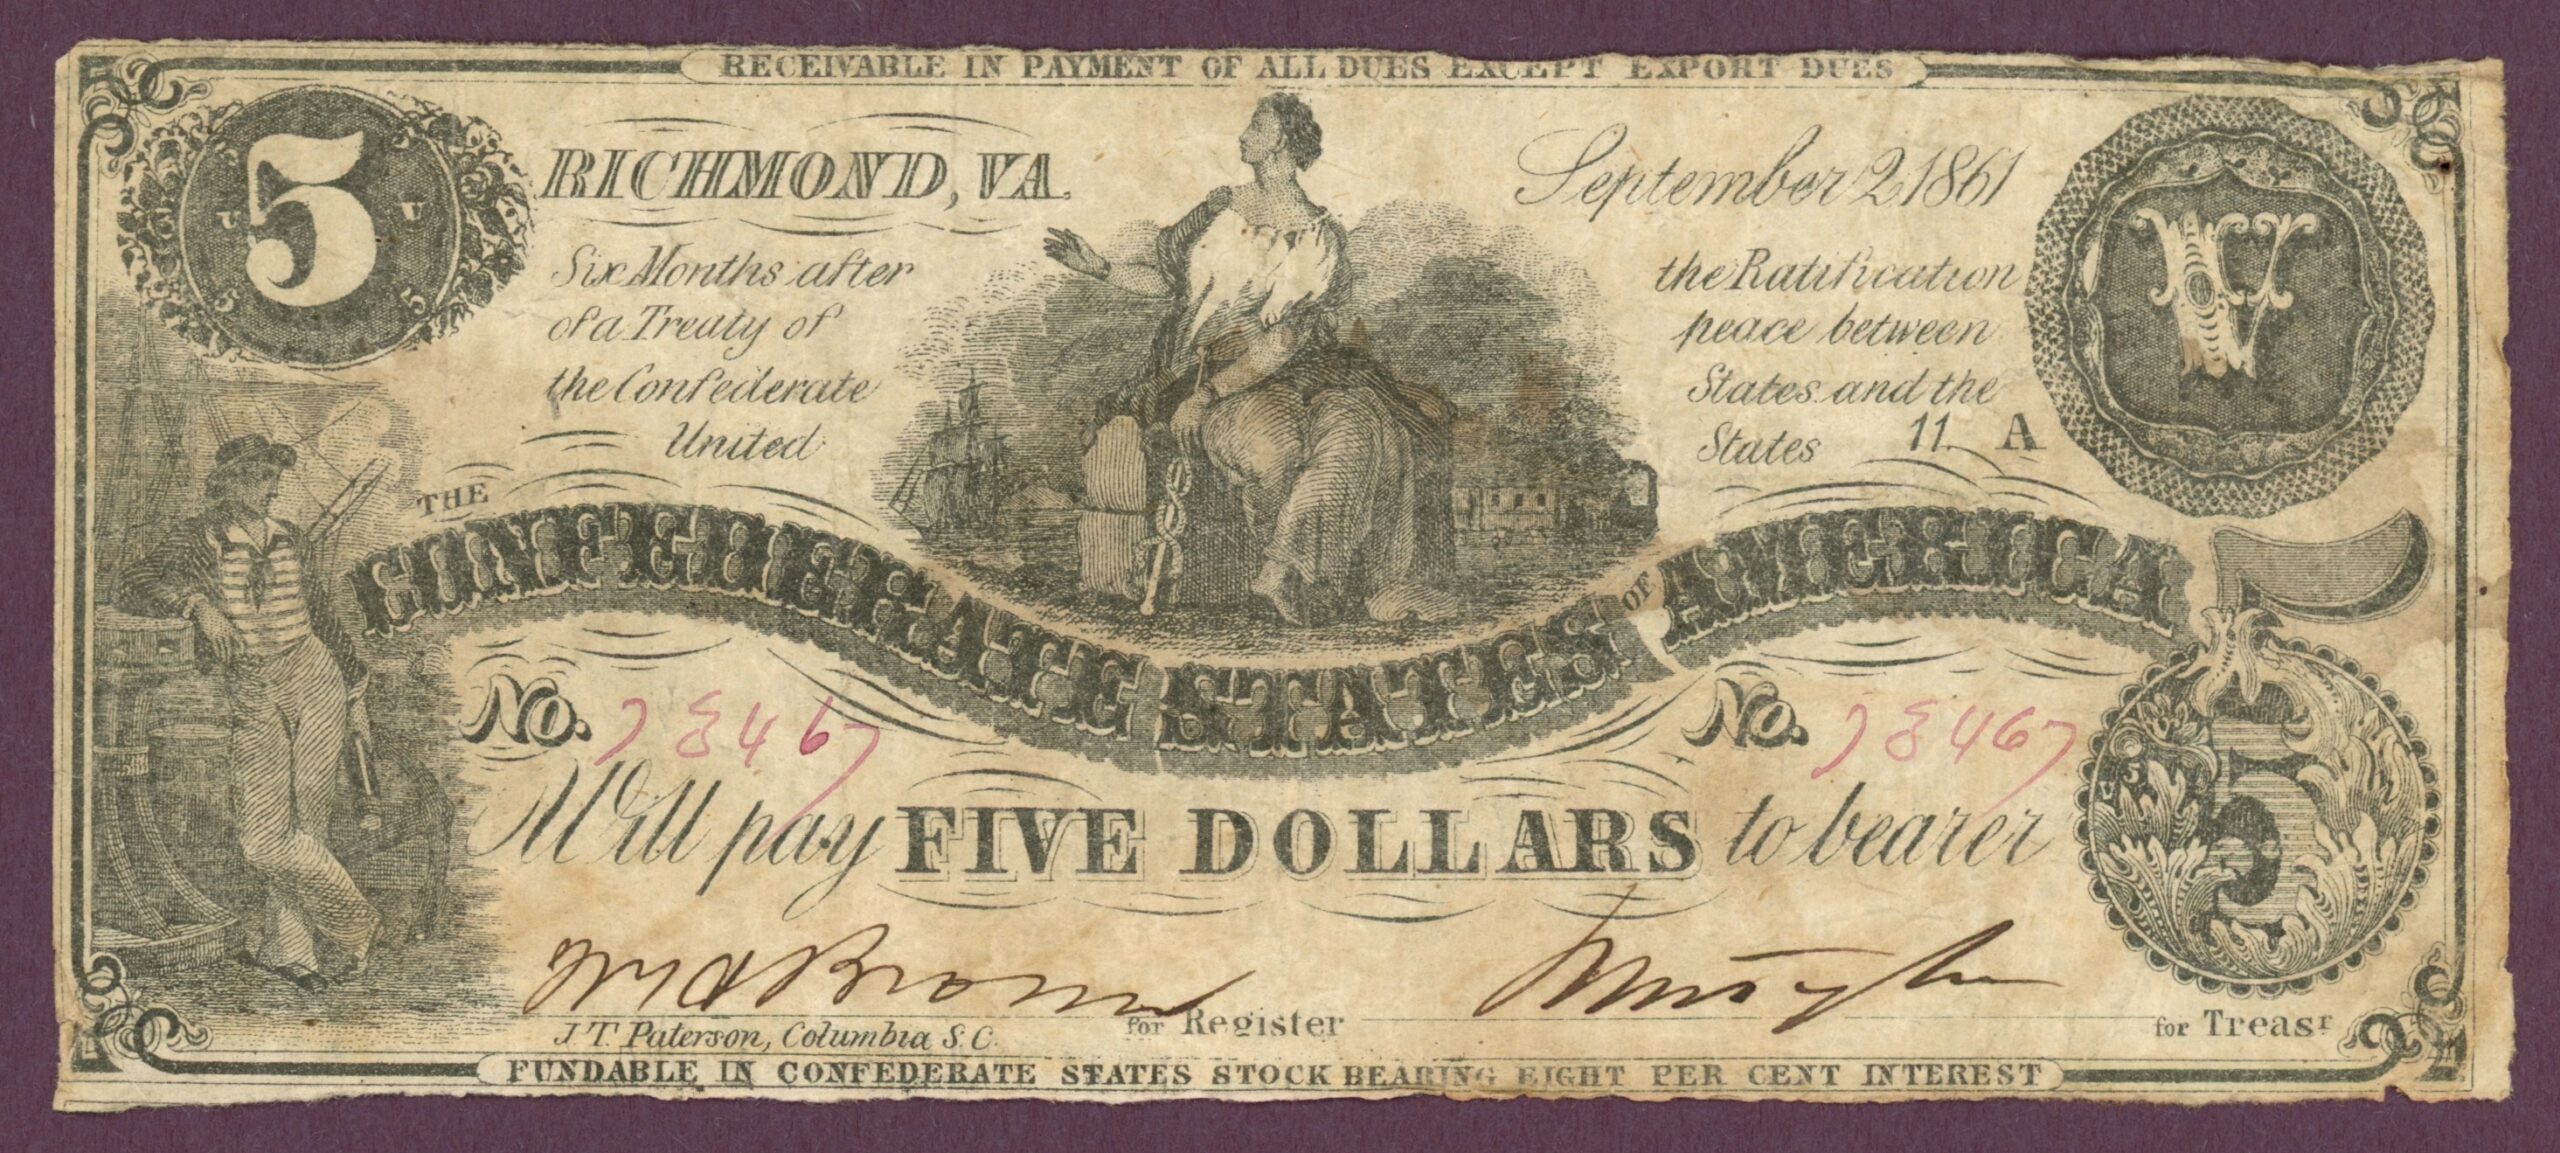 RECEIVABLE IN PAYMENT OF ALL DUES EXCEPT EXPORT DUES
5
RICHMOND, VA.
September 2 1861
V
Six Months after the Ratification
of a Treaty of peace between
the Confederate States and the
United States 11 A
THE CONFEDERATE STATES OF AMERICA
5
No. 78467 No. 78467
Will pay FIVE DOLLARS to bearer
for Register
for Treasr
J. T. Paterson, Columbia S. C.
FUNDABLE IN CONFEDERATE STATES STOCK BEARING EIGHT PER CENT INTEREST